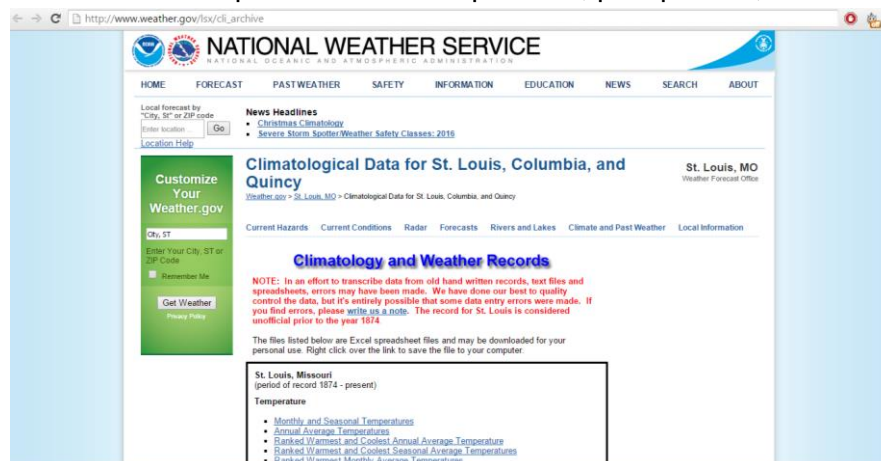 http://www.weather.gov/lsx/cli_archive
NATIONAL WEATHER SERVICE
NATIONAL OCEANIC AND ATMOSPHERIC ADMINISTRATION
HOME FORECAST PAST WEATHER SAFETY INFORMATION EDUCATION NEWS SEARCH ABOUT
Local forecast by
"City, St" or ZIP code
Enter location ... Go
Location Help
News Headlines
• Christmas Climatology
• Severe Storm Spotter/Weather Safety Classes: 2016
Customize
Your
Weather.gov
City, ST
Enter Your City, ST or
ZIP Code
Remember Me
Get Weather
Privacy Policy
Climatological Data for St. Louis, Columbia, and
Quincy
Weather.gov > St. Louis, MO > Climatological Data for St. Louis, Columbia, and Quincy
St. Louis, MO
Weather Forecast Office
Current Hazards Current Conditions Radar Forecasts Rivers and Lakes Climate and Past Weather Local Information
Climatology and Weather Records
NOTE: In an effort to transcribe data from old hand written records, text files and
spreadsheets, errors may have been made. We have done our best to quality
control the data, but it's entirely possible that some data entry errors were made. If
you find errors, please write us a note. The record for St. Louis is considered
unofficial prior to the year 1874
The files listed below are Excel spreadsheet files and may be downloaded for your
personal use. Right click over the link to save the file to your computer.
St. Louis, Missouri
(period of record 1874 - present)
Temperature
• Monthly and Seasonal Temperatures
• Annual Average Temperatures
• Ranked Warmest and Coolest Annual Average Temperature
• Ranked Warmest and Coolest Seasonal Average Temperatures
• Ranked Warmest Monthly Average Temperatures